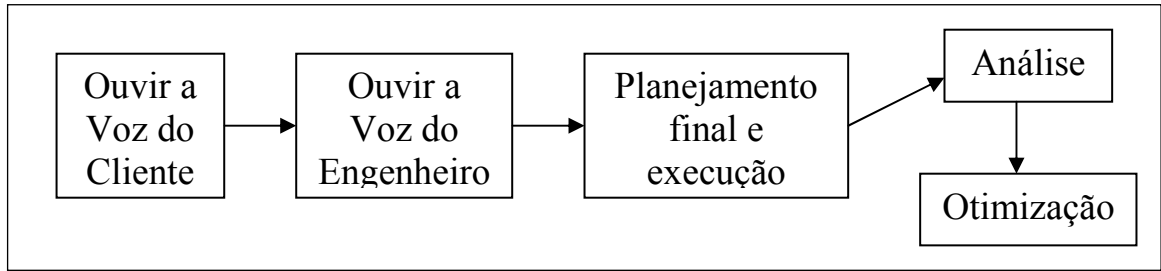 Ouvir a
Voz do
Cliente
Ouvir a
Voz do
Engenheiro
Planejamento
final e
execução
Análise
Otimização